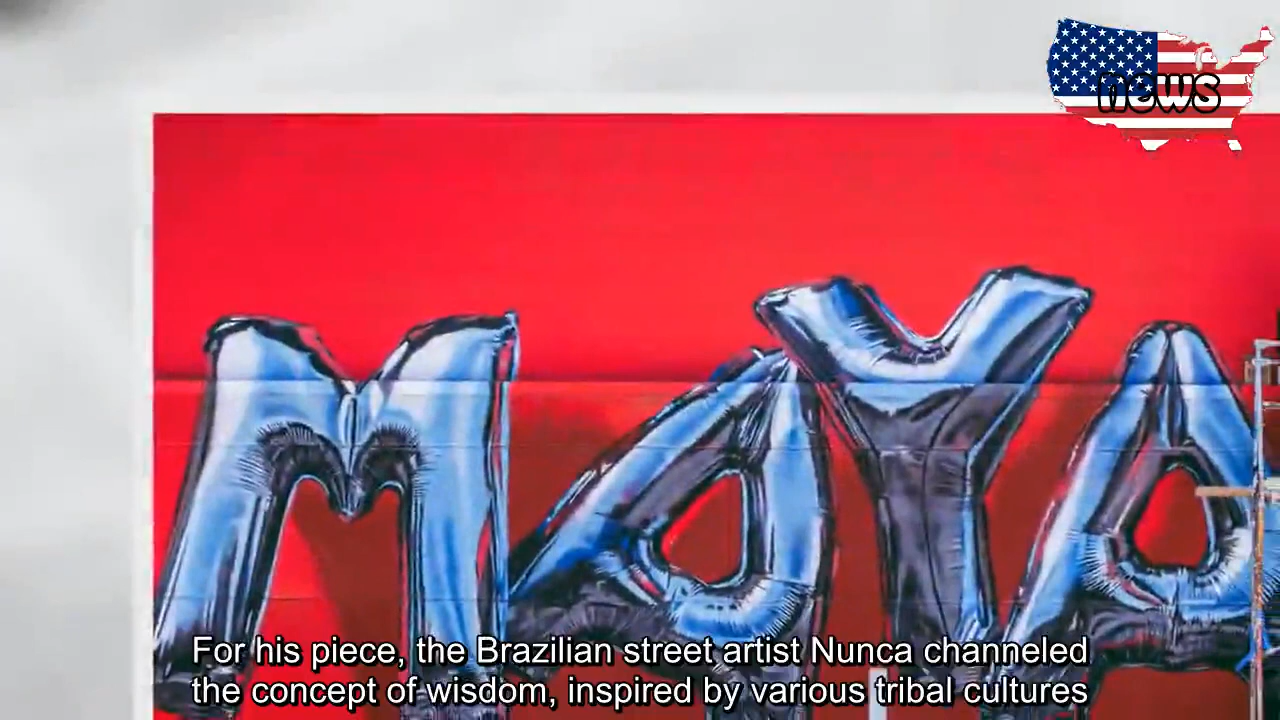 news
MAYA
For his piece, the Brazilian street artist Nunca channeled
the concept of wisdom, inspired by various tribal cultures